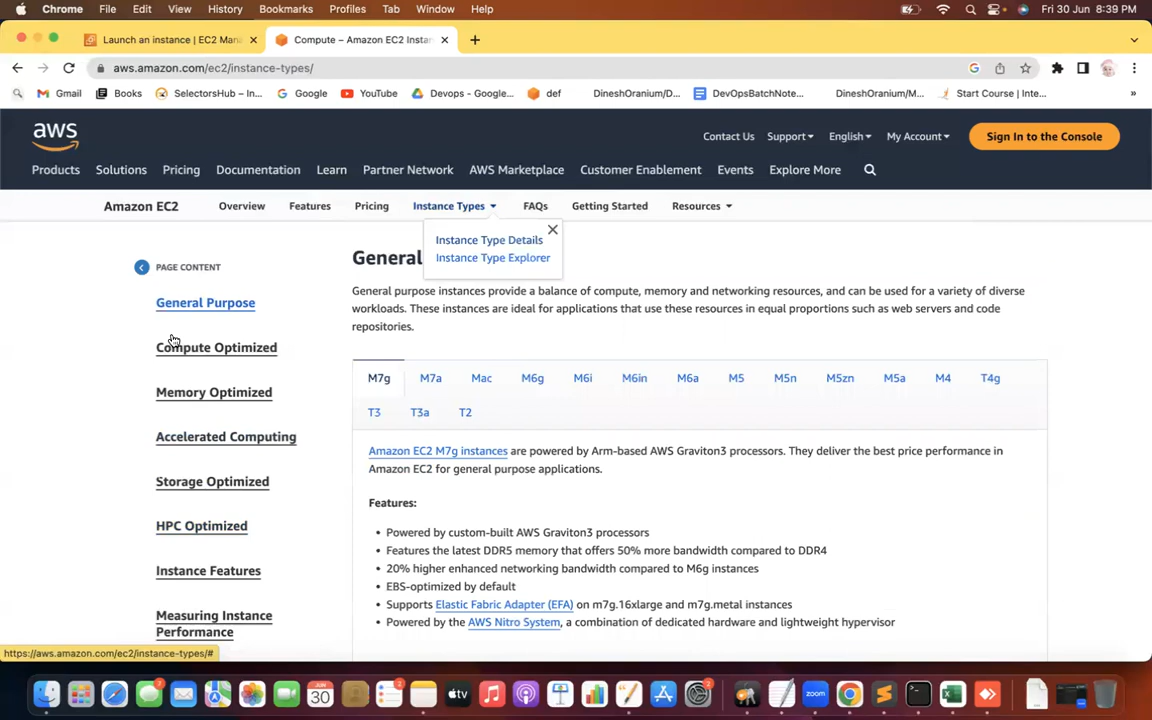 Chrome File Edit View History Bookmarks Profiles Tab Window Help Fri 30 Jun 8:39 PM
Launch an instance | EC2 Mana Compute – Amazon EC2 Instan
aws.amazon.com/ec2/instance-types/
Gmail Books SelectorsHub – In... Google YouTube Devops - Google... def DineshOranium/D... DevOpsBatchNote... DineshOranium/M... Start Course | Inte... »
aws
Contact Us Support English My Account Sign In to the Console
Products Solutions Pricing Documentation Learn Partner Network AWS Marketplace Customer Enablement Events Explore More
Amazon EC2 Overview Features Pricing Instance Types FAQs Getting Started Resources
Instance Type Details
Instance Type Explorer
PAGE CONTENT
General Purpose
Compute Optimized
Memory Optimized
Accelerated Computing
Storage Optimized
HPC Optimized
Instance Features
Measuring Instance
Performance
General
General purpose instances provide a balance of compute, memory and networking resources, and can be used for a variety of diverse
workloads. These instances are ideal for applications that use these resources in equal proportions such as web servers and code
repositories.
M7g M7a Mac M6g M6i M6in M6a M5 M5n M5zn M5a M4 T4g
T3 T3a T2
Amazon EC2 M7g instances are powered by Arm-based AWS Graviton3 processors. They deliver the best price performance in
Amazon EC2 for general purpose applications.
Features:
• Powered by custom-built AWS Graviton3 processors
• Features the latest DDR5 memory that offers 50% more bandwidth compared to DDR4
• 20% higher enhanced networking bandwidth compared to M6g instances
• EBS-optimized by default
• Supports Elastic Fabric Adapter (EFA) on m7g.16xlarge and m7g.metal instances
• Powered by the AWS Nitro System, a combination of dedicated hardware and lightweight hypervisor
https://aws.amazon.com/ec2/instance-types/#
JUN
30
2
tv
2
zoom